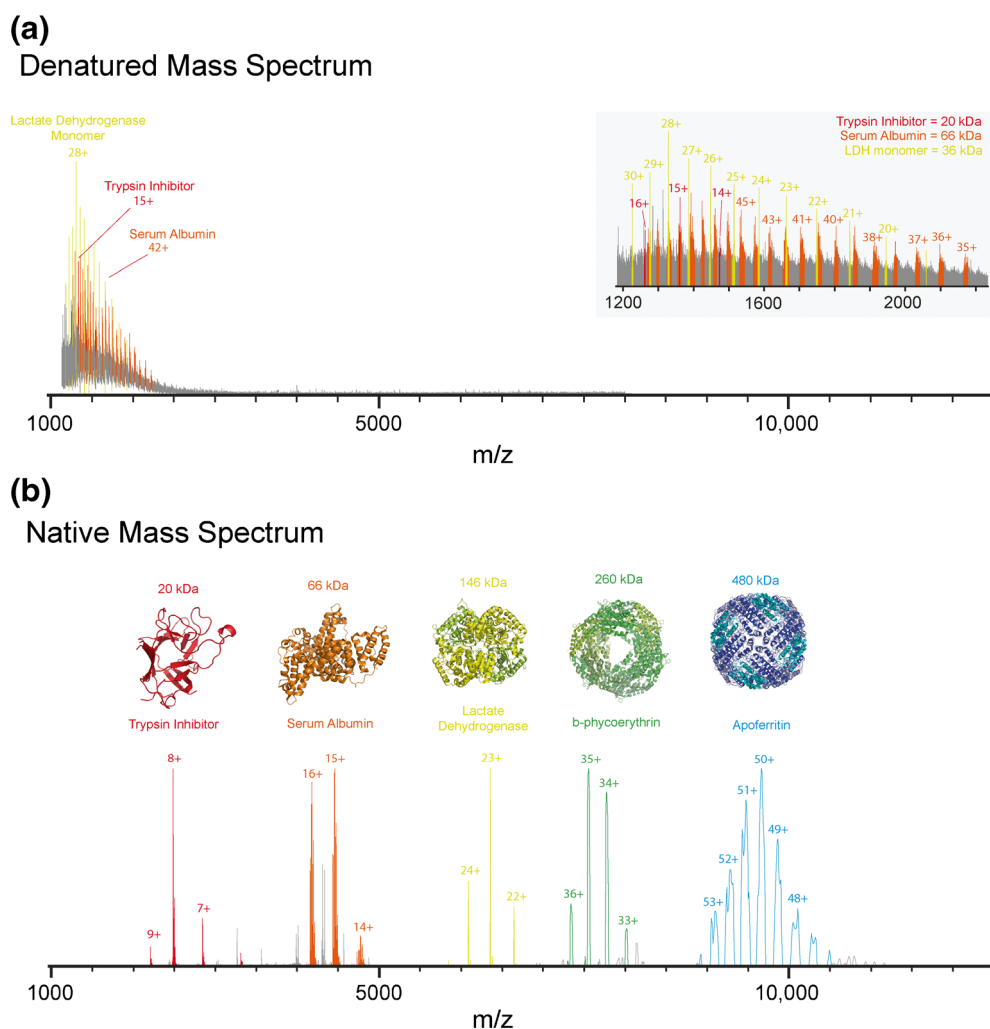 (a)
Denatured Mass Spectrum
Lactate Dehydrogenase
Monomer
28+
Trypsin Inhibitor
15+
Serum Albumin
42+
Trypsin Inhibitor = 20 kDa
Serum Albumin = 66 kDa
LDH monomer = 36 kDa
30+
29+
28+
27+
26+
25+
24+
23+
22+
21+
20+
16+
15+
14+
45+
43+
41+
40+
38+
37+
36+
35+
1200
1600
2000
1000
5000
10,000
m/z
(b)
Native Mass Spectrum
20 kDa
66 kDa
146 kDa
260 kDa
480 kDa
Trypsin Inhibitor
Serum Albumin
Lactate
Dehydrogenase
b-phycoerythrin
Apoferritin
9+
8+
7+
16+
15+
14+
24+
23+
22+
36+
35+
34+
33+
53+
52+
51+
50+
49+
48+
1000
5000
10,000
m/z